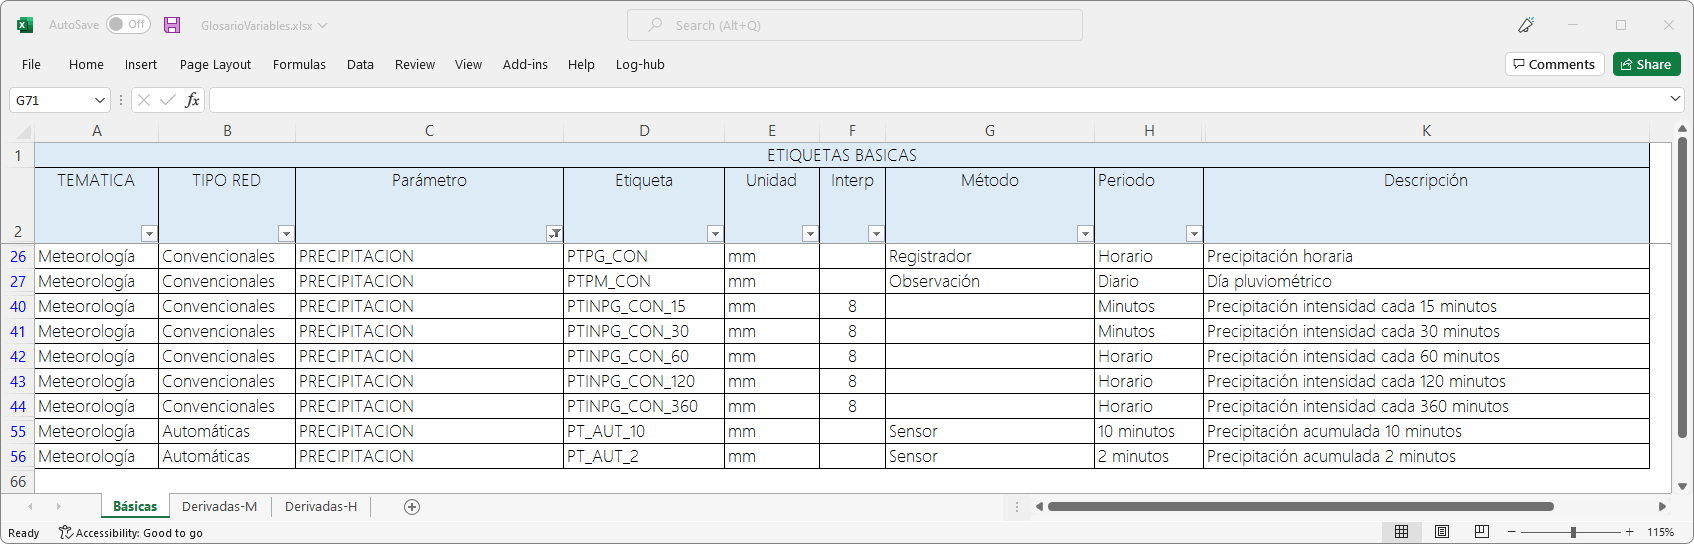 AutoSave Off GlosarioVariables.xlsx Search (Alt+Q)
File Home Insert Page Layout Formulas Data Review View Add-ins Help Log-hub Comments Share
G71 fx
A B C D E F G H K
1 ETIQUETAS BASICAS
TEMATICA TIPO RED Parámetro Etiqueta Unidad Interp Método Periodo Descripción
2
26 Meteorología Convencionales PRECIPITACION PTPG_CON mm Registrador Horario Precipitación horaria
27 Meteorología Convencionales PRECIPITACION PTPM_CON mm Observación Diario Día pluviométrico
40 Meteorología Convencionales PRECIPITACION PTINPG_CON_15 mm 8 Minutos Precipitación intensidad cada 15 minutos
41 Meteorología Convencionales PRECIPITACION PTINPG_CON_30 mm 8 Minutos Precipitación intensidad cada 30 minutos
42 Meteorología Convencionales PRECIPITACION PTINPG_CON_60 mm 8 Horario Precipitación intensidad cada 60 minutos
43 Meteorología Convencionales PRECIPITACION PTINPG_CON_120 mm 8 Horario Precipitación intensidad cada 120 minutos
44 Meteorología Convencionales PRECIPITACION PTINPG_CON_360 mm 8 Horario Precipitación intensidad cada 360 minutos
55 Meteorología Automáticas PRECIPITACION PT_AUT_10 mm Sensor 10 minutos Precipitación acumulada 10 minutos
56 Meteorología Automáticas PRECIPITACION PT_AUT_2 mm Sensor 2 minutos Precipitación acumulada 2 minutos
66
Básicas Derivadas-M Derivadas-H
Ready Accessibility: Good to go 115%